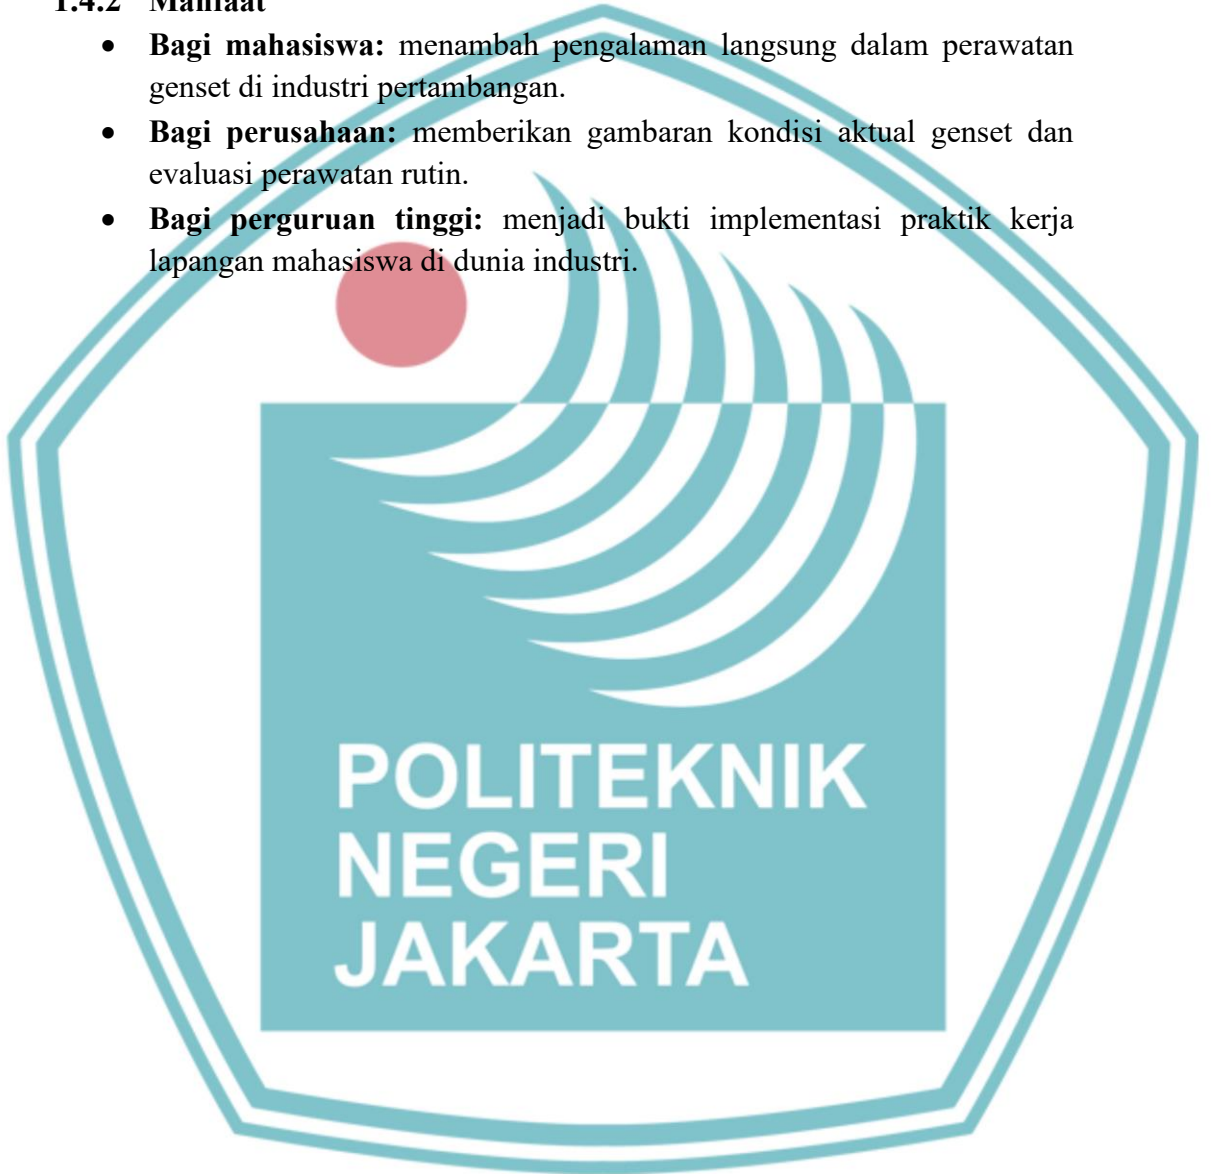 1.4.2 Manfaat
• Bagi mahasiswa: menambah pengalaman langsung dalam perawatan
genset di industri pertambangan.
• Bagi perusahaan: memberikan gambaran kondisi aktual genset dan
evaluasi perawatan rutin.
• Bagi perguruan tinggi: menjadi bukti implementasi praktik kerja
lapangan mahasiswa di dunia industri.
POLITEKNIK
NEGERI
JAKARTA